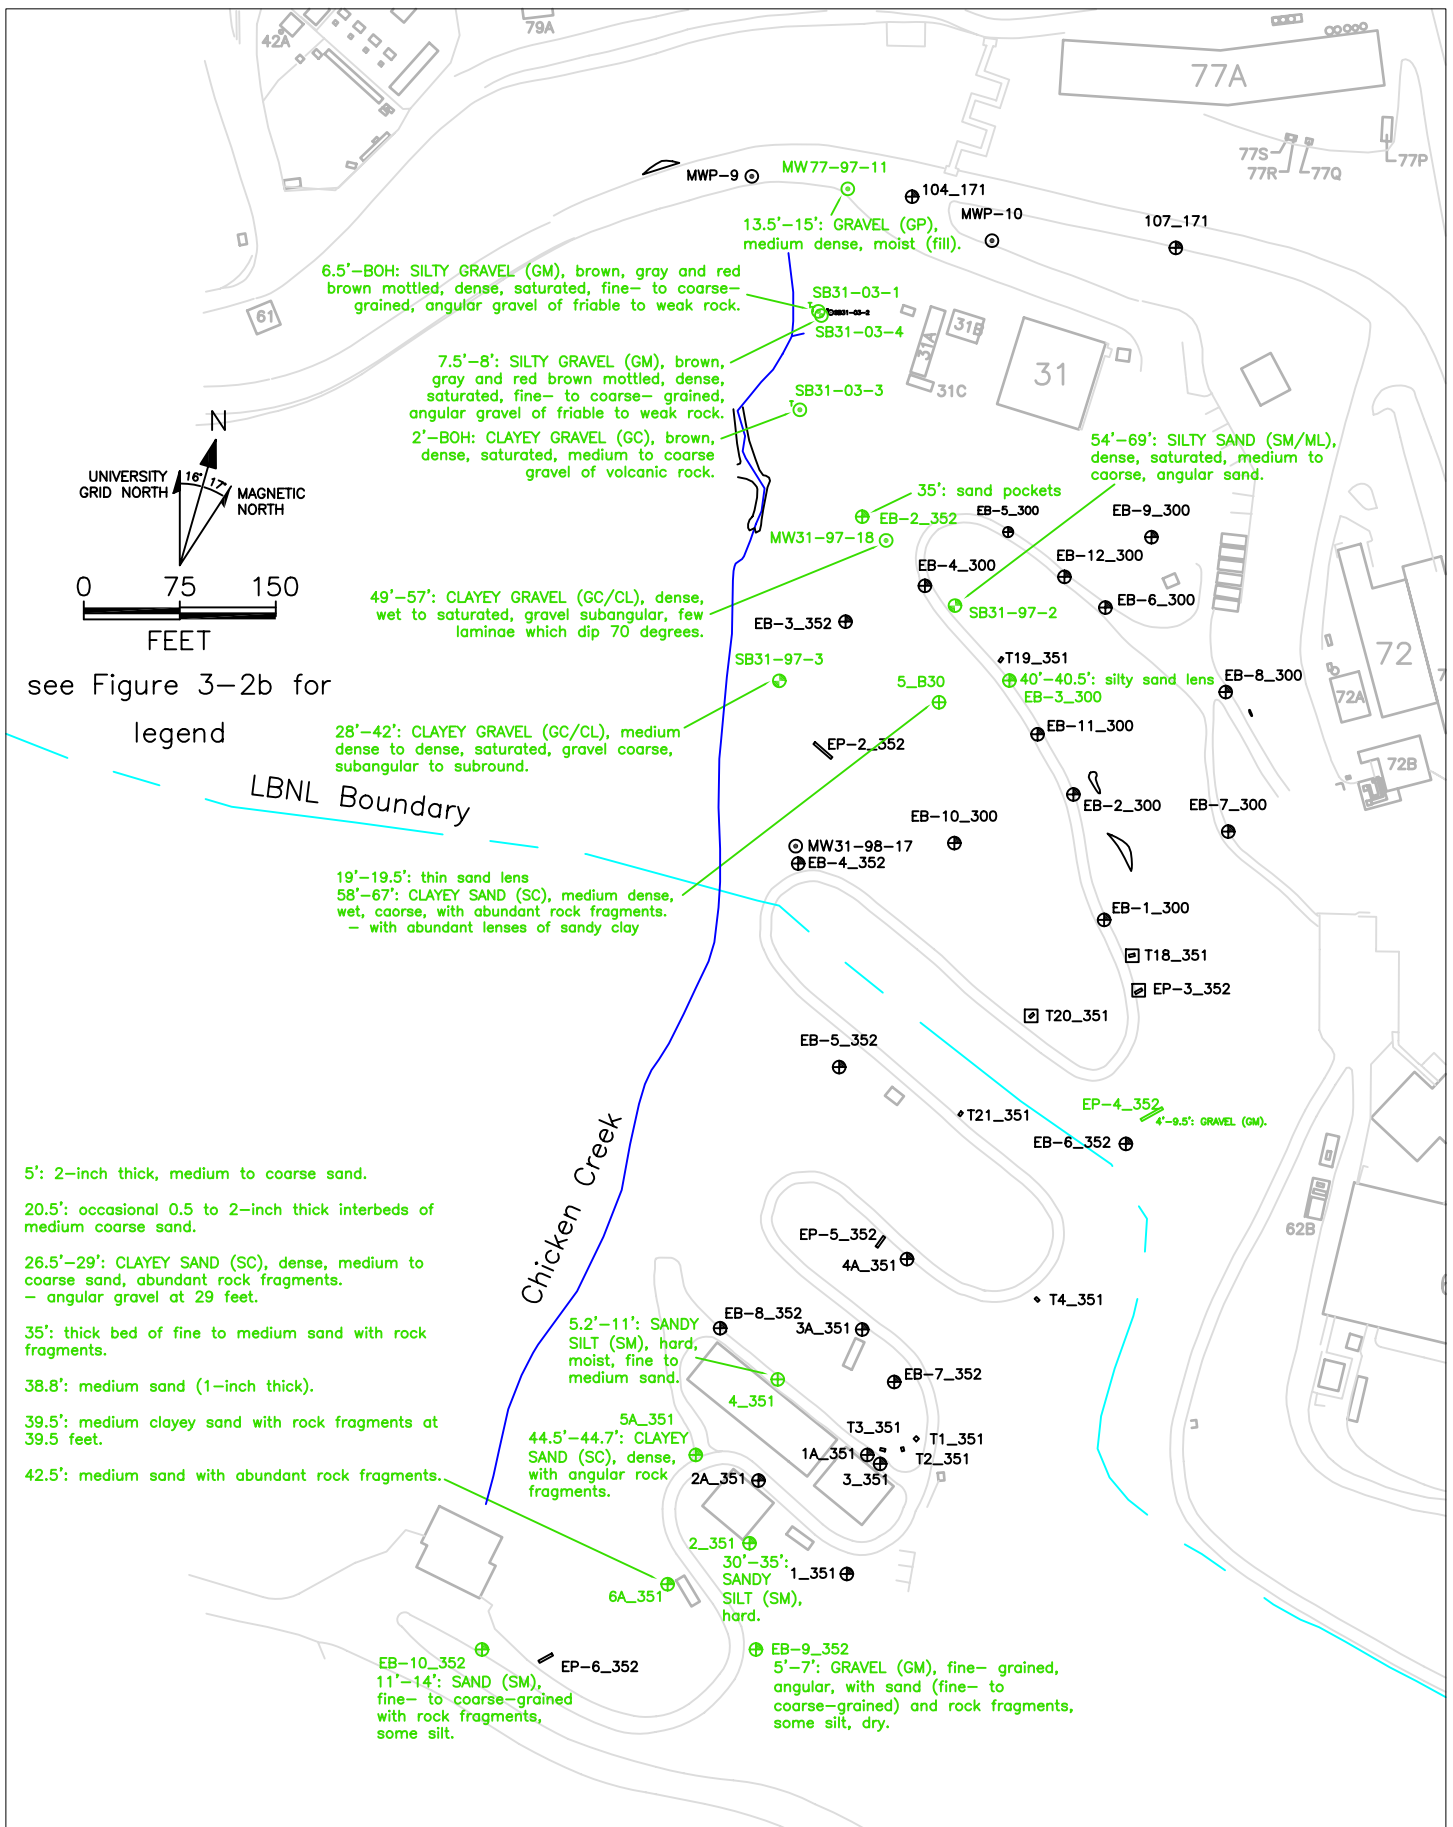 42A
79A
77A
77S
77R
77Q
77P
MWP-9
MW77-97-11
104_171
MWP-10
107_171
13.5'-15': GRAVEL (GP),
medium dense, moist (fill).
6.5'-BOH: SILTY GRAVEL (GM), brown, gray and red
brown mottled, dense, saturated, fine- to coarse-
grained, angular gravel of friable to weak rock.
SB31-03-1
SB31-03-2
SB31-03-4
61
31A
31B
31C
31
7.5'-8': SILTY GRAVEL (GM), brown,
gray and red brown mottled, dense,
saturated, fine- to coarse- grained,
angular gravel of friable to weak rock.
SB31-03-3
2'-BOH: CLAYEY GRAVEL (GC), brown,
dense, saturated, medium to coarse
gravel of volcanic rock.
54'-69': SILTY SAND (SM/ML),
dense, saturated, medium to
caorse, angular sand.
N
UNIVERSITY
GRID NORTH
16°
17°
MAGNETIC
NORTH
0 75 150
FEET
see Figure 3-2b for
legend
35': sand pockets
EB-2_352
EB-5_300
EB-9_300
MW31-97-18
EB-12_300
EB-4_300
EB-6_300
SB31-97-2
49'-57': CLAYEY GRAVEL (GC/CL), dense,
wet to saturated, gravel subangular, few
laminae which dip 70 degrees.
EB-3_352
T19_351
SB31-97-3
5_B30
40'-40.5': silty sand lens
EB-3_300
EB-8_300
72
72A
72B
28'-42': CLAYEY GRAVEL (GC/CL), medium
dense to dense, saturated, gravel coarse,
subangular to subround.
EP-2_352
EB-11_300
LBNL Boundary
EB-2_300
EB-7_300
EB-10_300
MW31-98-17
EB-4_352
19'-19.5': thin sand lens
58'-67': CLAYEY SAND (SC), medium dense,
wet, caorse, with abundant rock fragments.
- with abundant lenses of sandy clay
EB-1_300
T18_351
EP-3_352
T20_351
EB-5_352
EP-4_352
4'-9.5': GRAVEL (GM).
T21_351
EB-6_352
Chicken Creek
62B
5': 2-inch thick, medium to coarse sand.
20.5': occasional 0.5 to 2-inch thick interbeds of
medium coarse sand.
26.5'-29': CLAYEY SAND (SC), dense, medium to
coarse sand, abundant rock fragments.
- angular gravel at 29 feet.
35': thick bed of fine to medium sand with rock
fragments.
38.8': medium sand (1-inch thick).
39.5': medium clayey sand with rock fragments at
39.5 feet.
42.5': medium sand with abundant rock fragments.
EP-5_352
4A_351
T4_351
EB-8_352
3A_351
5.2'-11': SANDY
SILT (SM), hard,
moist, fine to
medium sand.
EB-7_352
4_351
5A_351
44.5'-44.7': CLAYEY
SAND (SC), dense,
with angular rock
fragments.
T3_351
T1_351
1A_351
T2_351
3_351
2A_351
2_351
30'-35':
SANDY
SILT (SM),
hard.
1_351
6A_351
EB-10_352
11'-14': SAND (SM),
fine- to coarse-grained
with rock fragments,
some silt.
EP-6_352
EB-9_352
5'-7': GRAVEL (GM), fine- grained,
angular, with sand (fine- to
coarse-grained) and rock fragments,
some silt, dry.